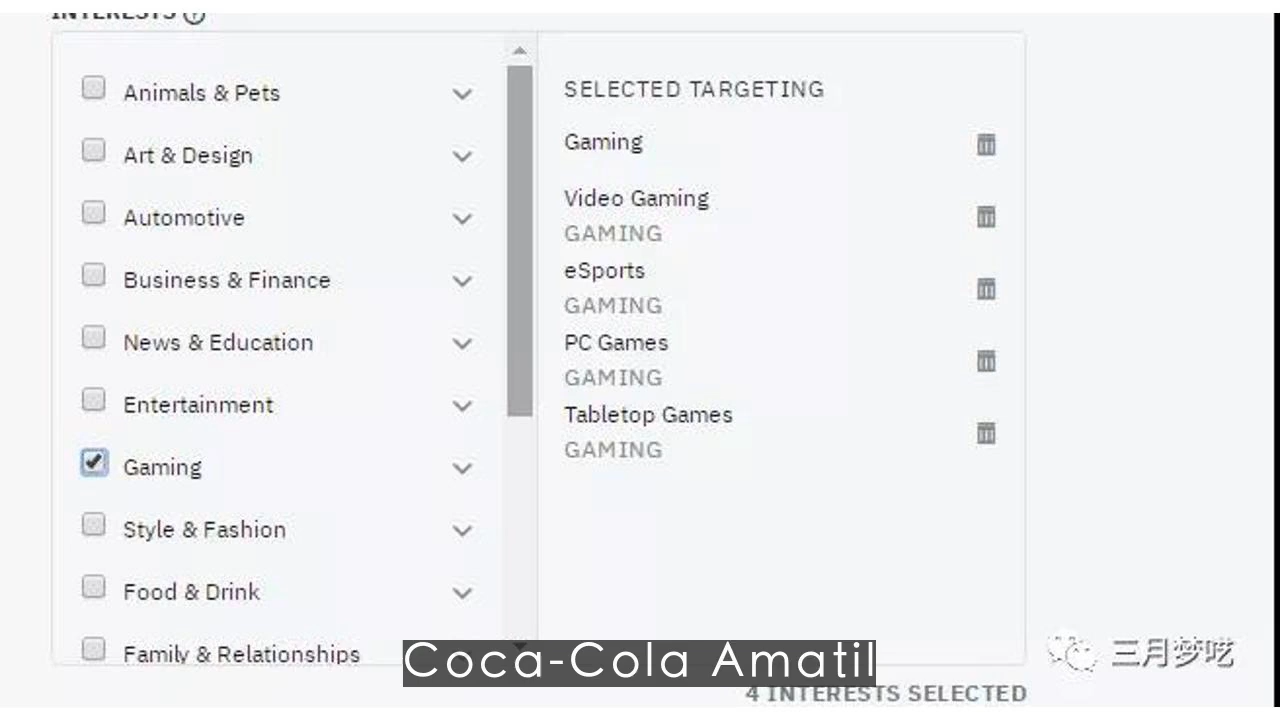 INTERESTS ?
Animals & Pets
Art & Design
Automotive
Business & Finance
News & Education
Entertainment
Gaming
Style & Fashion
Food & Drink
Family & Relationships
SELECTED TARGETING
Gaming
Video Gaming
GAMING
eSports
GAMING
PC Games
GAMING
Tabletop Games
GAMING
Coca-Cola Amatil
三月梦呓
4 INTERESTS SELECTED